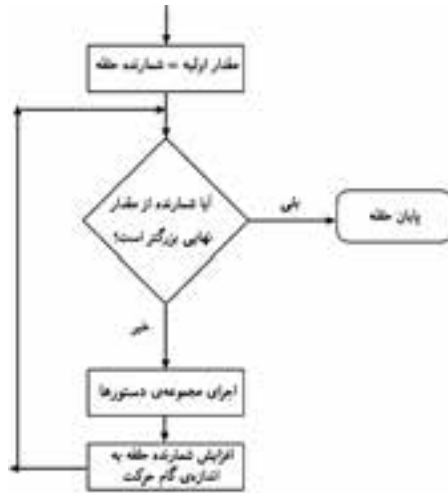 مقدار اولیه = شمارنده حلقه
آیا شمارنده از مقدار
نهایی بزرگتر است؟
بلی
پایان حلقه
خیر
اجرای مجموعه‌ی دستورها
افزایش شمارنده حلقه به
اندازه‌ی گام حرکت